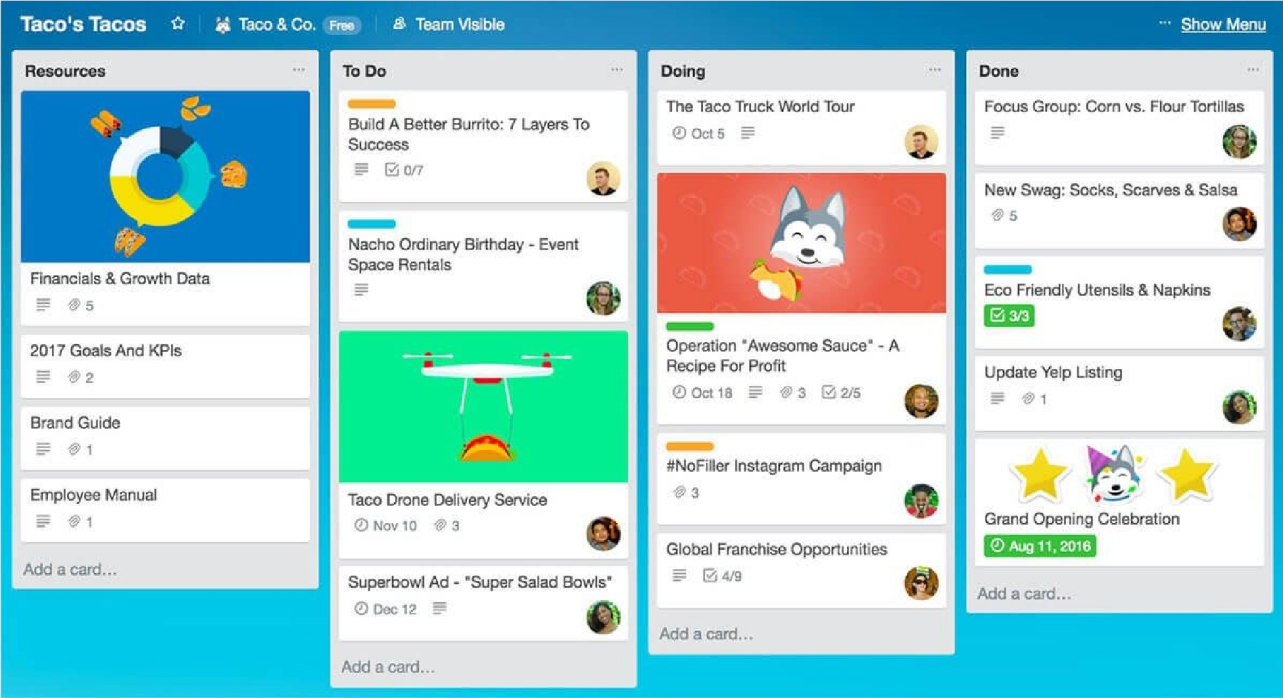 Taco's Tacos
Taco & Co. Free
Team Visible
... Show Menu
Resources ...
Financials & Growth Data
5
2017 Goals And KPIs
2
Brand Guide
1
Employee Manual
1
Add a card...
To Do ...
Build A Better Burrito: 7 Layers To
Success
0/7
Nacho Ordinary Birthday - Event
Space Rentals
Taco Drone Delivery Service
Nov 10 3
Superbowl Ad - "Super Salad Bowls"
Dec 12
Add a card...
Doing ...
The Taco Truck World Tour
Oct 5
Operation "Awesome Sauce" - A
Recipe For Profit
Oct 18 3 2/5
#NoFiller Instagram Campaign
3
Global Franchise Opportunities
4/9
Add a card...
Done ...
Focus Group: Corn vs. Flour Tortillas
New Swag: Socks, Scarves & Salsa
5
Eco Friendly Utensils & Napkins
3/3
Update Yelp Listing
1
Grand Opening Celebration
Aug 11, 2016
Add a card...